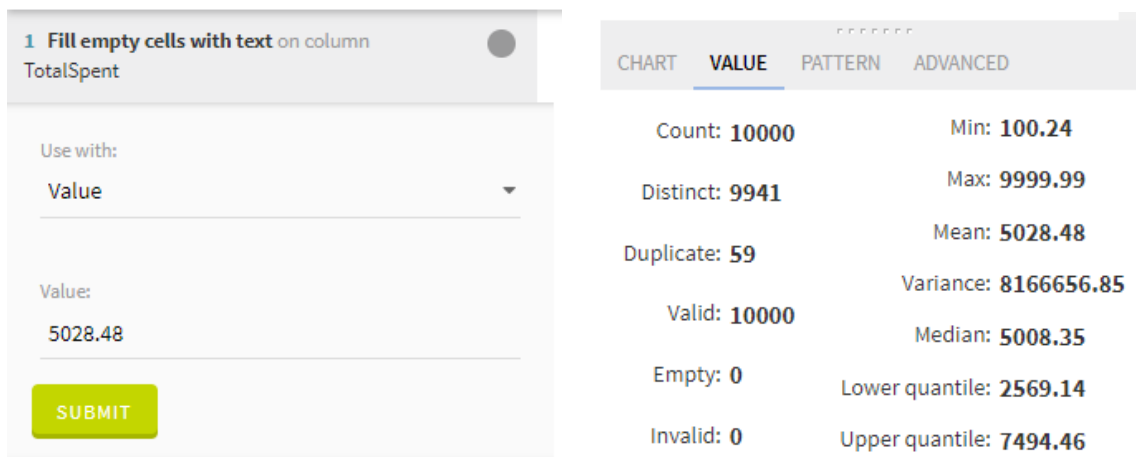 1 Fill empty cells with text on column
TotalSpent
Use with:
Value
Value:
5028.48
SUBMIT
CHART VALUE PATTERN ADVANCED
Count: 10000
Distinct: 9941
Duplicate: 59
Valid: 10000
Empty: 0
Invalid: 0
Min: 100.24
Max: 9999.99
Mean: 5028.48
Variance: 8166656.85
Median: 5008.35
Lower quantile: 2569.14
Upper quantile: 7494.46